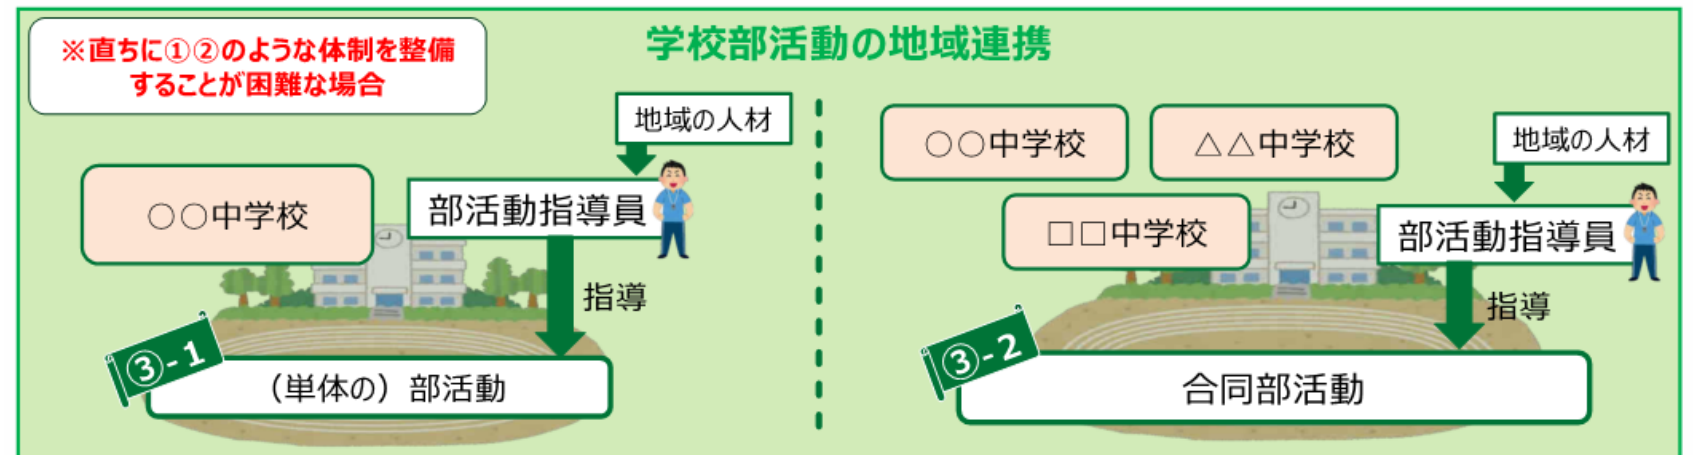 学校部活動の地域連携
※直ちに①②のような体制を整備
することが困難な場合
地域の人材
○○中学校
部活動指導員
指導
③-1
（単体の）部活動
○○中学校
△△中学校
□□中学校
地域の人材
部活動指導員
指導
③-2
合同部活動